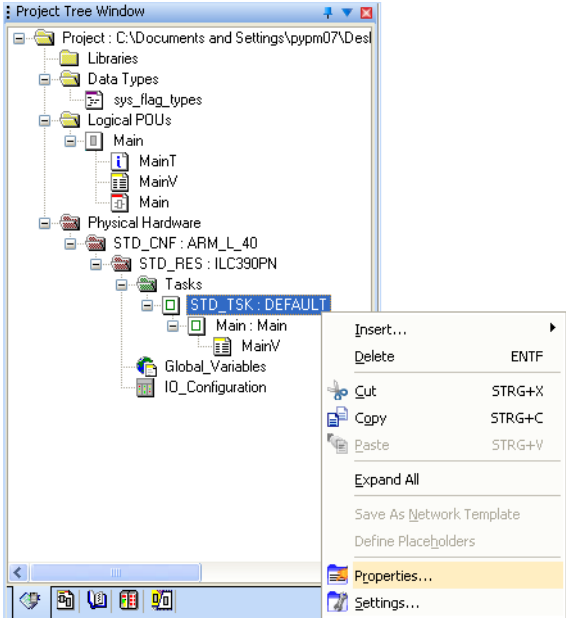 Project Tree Window
Project : C:\Documents and Settings\pypm07\Desl
Libraries
Data Types
sys_flag_types
Logical POUs
Main
MainT
MainV
Main
Physical Hardware
STD_CNF : ARM_L_40
STD_RES : ILC390PN
Tasks
STD_TSK : DEFAULT
Main : Main
MainV
Global_Variables
IO_Configuration
Insert...
Delete ENTF
Cut STRG+X
Copy STRG+C
Paste STRG+V
Expand All
Save As Network Template
Define Placeholders
Properties...
Settings...